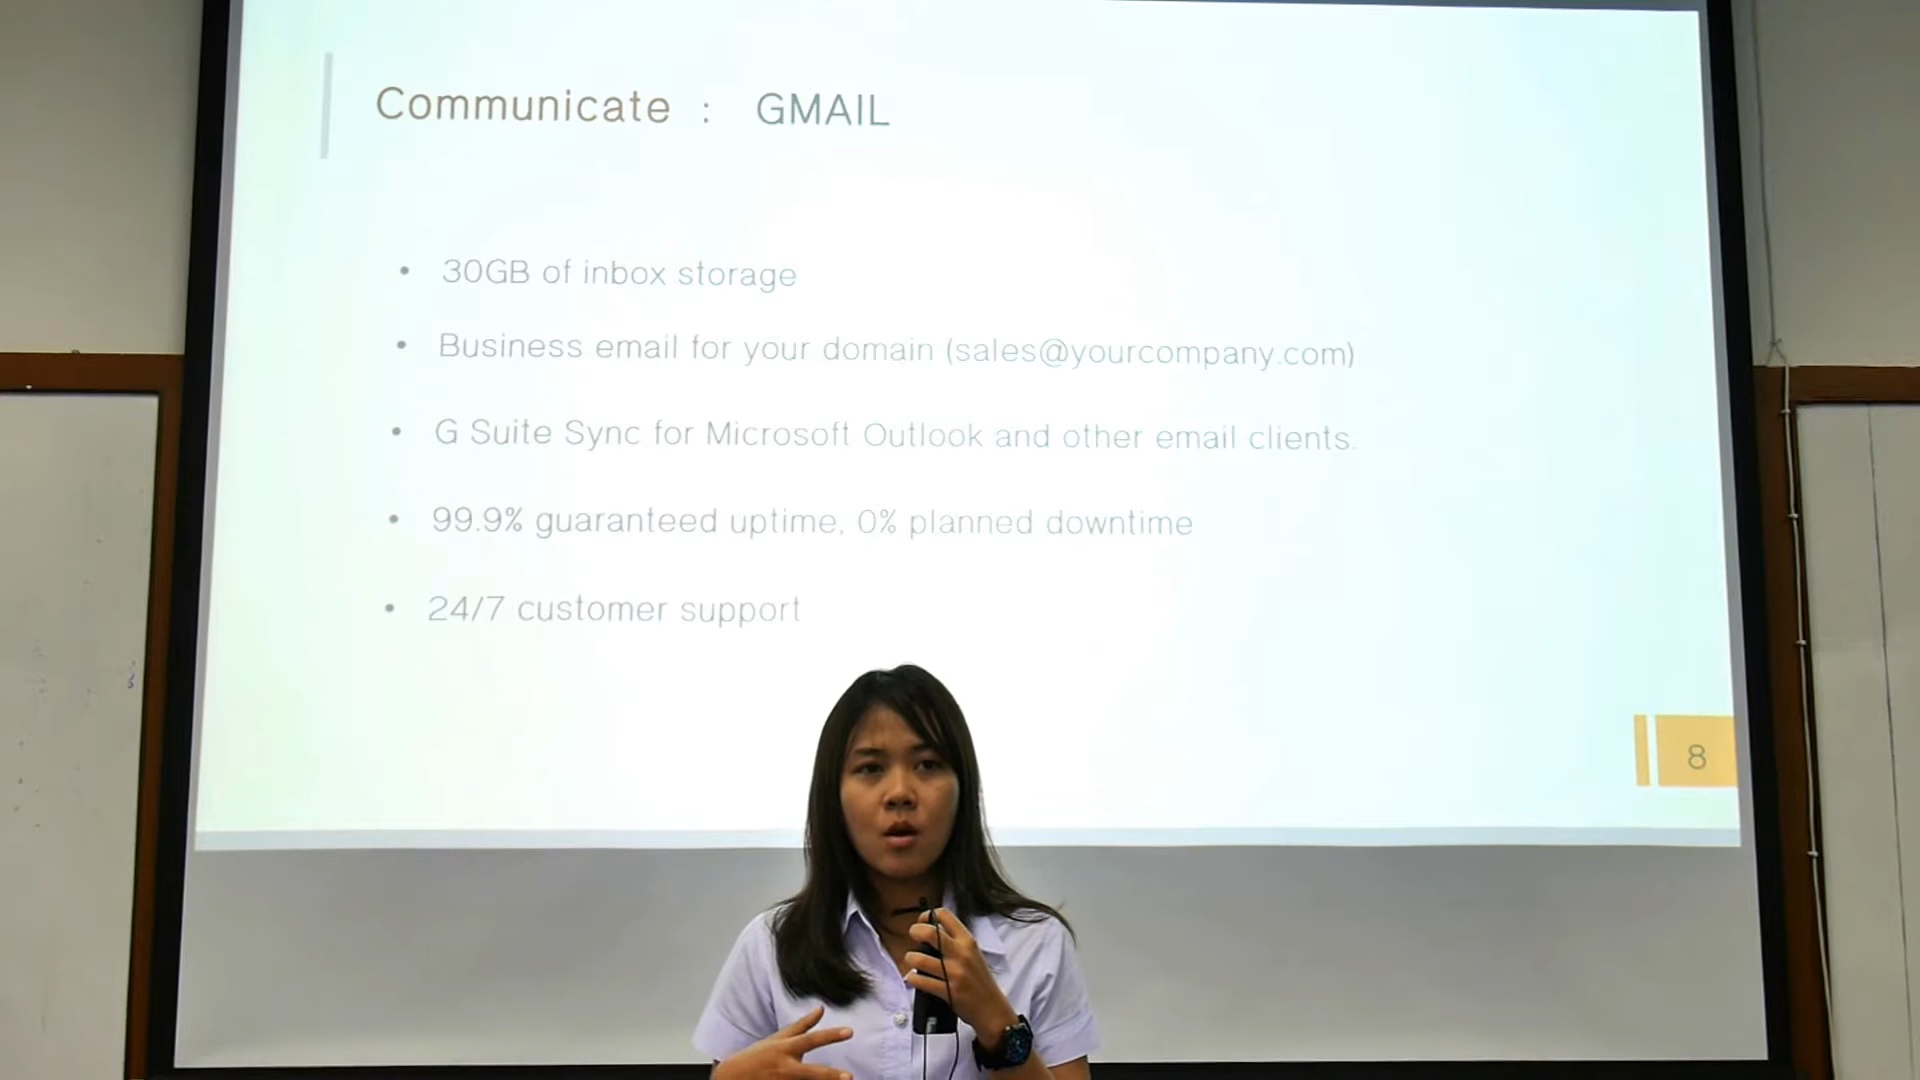 Communicate : GMAIL
• 30GB of inbox storage
• Business email for your domain (sales@yourcompany.com)
• G Suite Sync for Microsoft Outlook and other email clients.
• 99.9% guaranteed uptime, 0% planned downtime
• 24/7 customer support
8